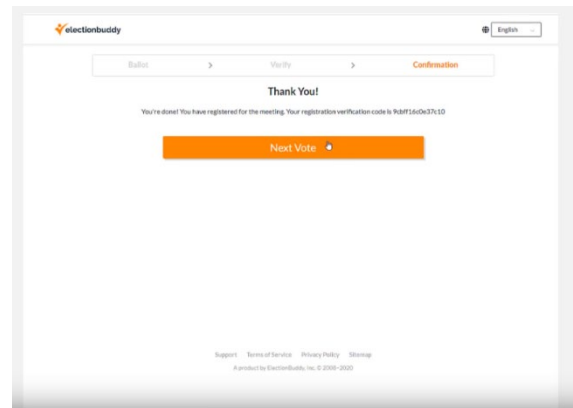 electionbuddy
English
Ballot > Verify > Confirmation
Thank You!
You're done! You have registered for the meeting. Your registration verification code is 9cbff16c0e37c10
Next Vote
Support Terms of Service Privacy Policy Sitemap
A product by ElectionBuddy, Inc. © 2008-2020